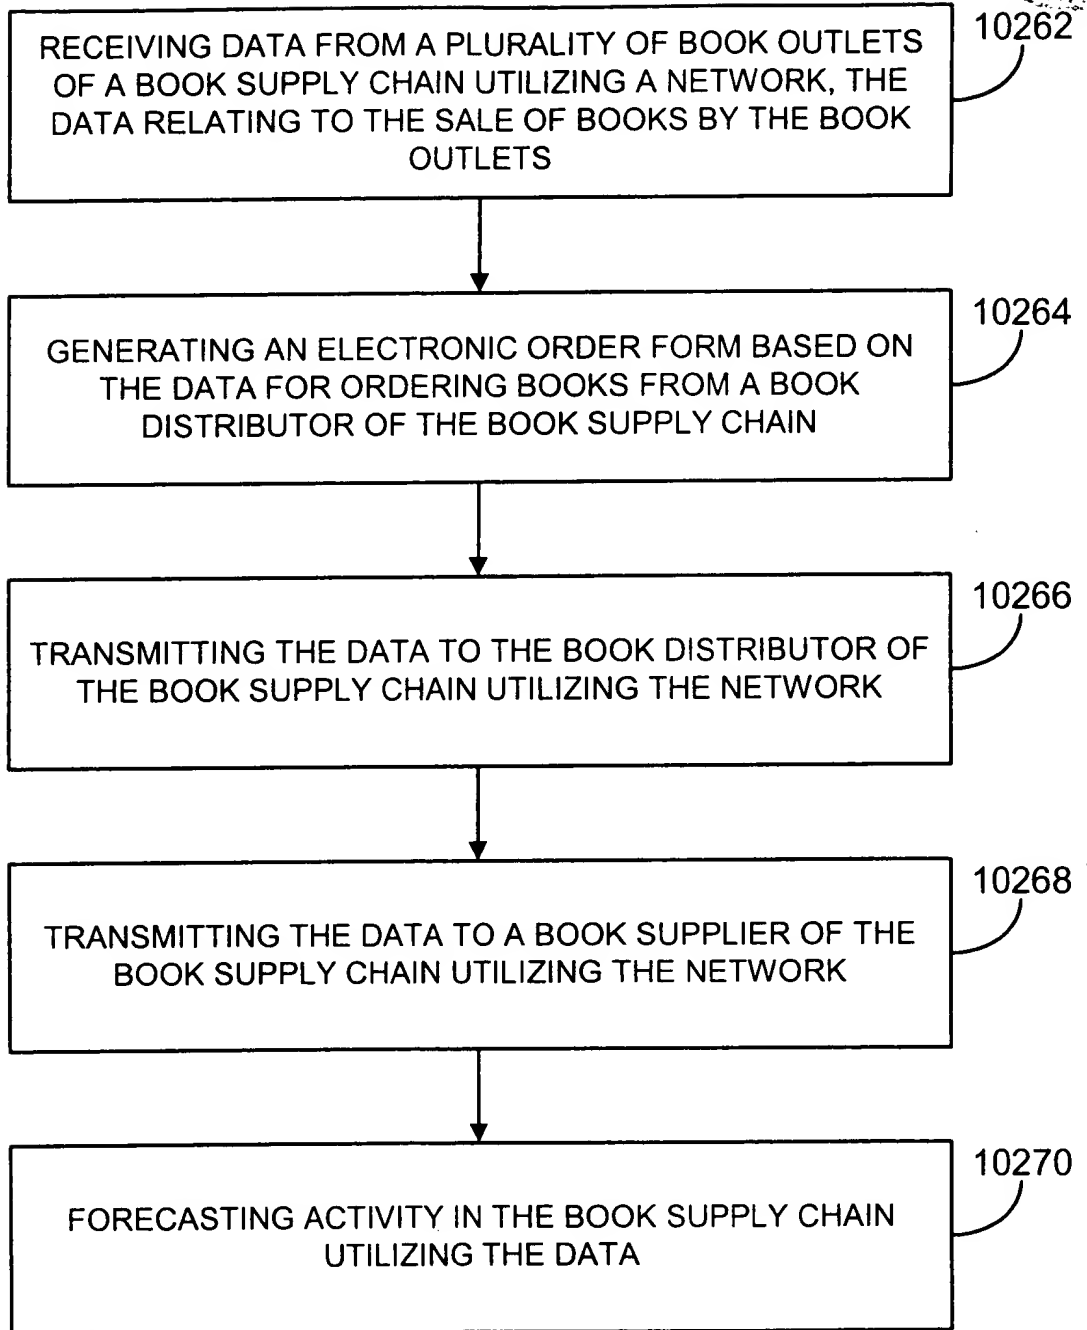 RECEIVING DATA FROM A PLURALITY OF BOOK OUTLETS
OF A BOOK SUPPLY CHAIN UTILIZING A NETWORK, THE
DATA RELATING TO THE SALE OF BOOKS BY THE BOOK
OUTLETS
10262
GENERATING AN ELECTRONIC ORDER FORM BASED ON
THE DATA FOR ORDERING BOOKS FROM A BOOK
DISTRIBUTOR OF THE BOOK SUPPLY CHAIN
10264
TRANSMITTING THE DATA TO THE BOOK DISTRIBUTOR OF
THE BOOK SUPPLY CHAIN UTILIZING THE NETWORK
10266
TRANSMITTING THE DATA TO A BOOK SUPPLIER OF THE
BOOK SUPPLY CHAIN UTILIZING THE NETWORK
10268
FORECASTING ACTIVITY IN THE BOOK SUPPLY CHAIN
UTILIZING THE DATA
10270